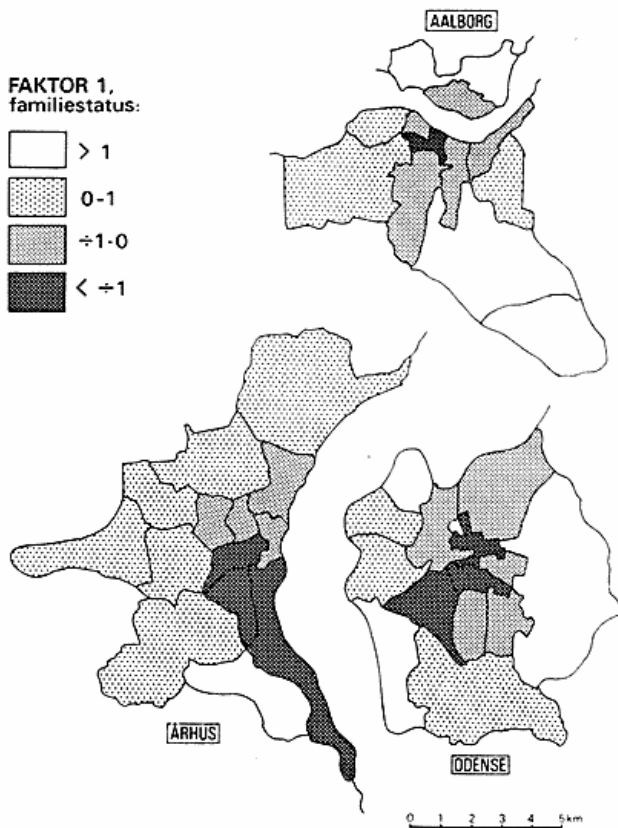 AALBORG
FAKTOR 1,
familiestatus:
> 1
0-1
÷1-0
< ÷1
ÅRHUS
ODENSE
0 1 2 3 4 5km